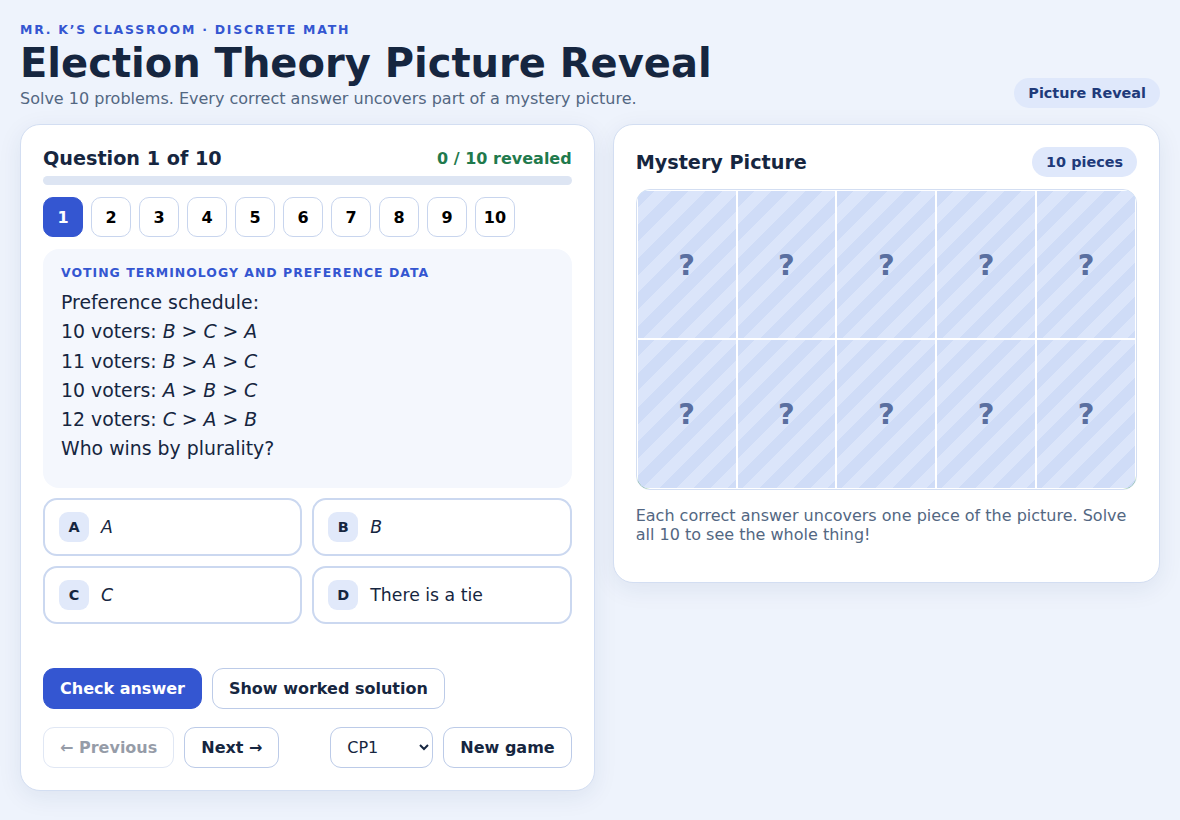 MR. K’S CLASSROOM · DISCRETE MATH
Election Theory Picture Reveal
Solve 10 problems. Every correct answer uncovers part of a mystery picture.
Picture Reveal
Question 1 of 10
0 / 10 revealed
1 2 3 4 5 6 7 8 9 10
VOTING TERMINOLOGY AND PREFERENCE DATA
Preference schedule:
10 voters: B > C > A
11 voters: B > A > C
10 voters: A > B > C
12 voters: C > A > B
Who wins by plurality?
A A
B B
C C
D There is a tie
Check answer
Show worked solution
← Previous
Next →
CP1
New game
Mystery Picture
10 pieces
? ? ? ? ?
? ? ? ? ?
Each correct answer uncovers one piece of the picture. Solve
all 10 to see the whole thing!